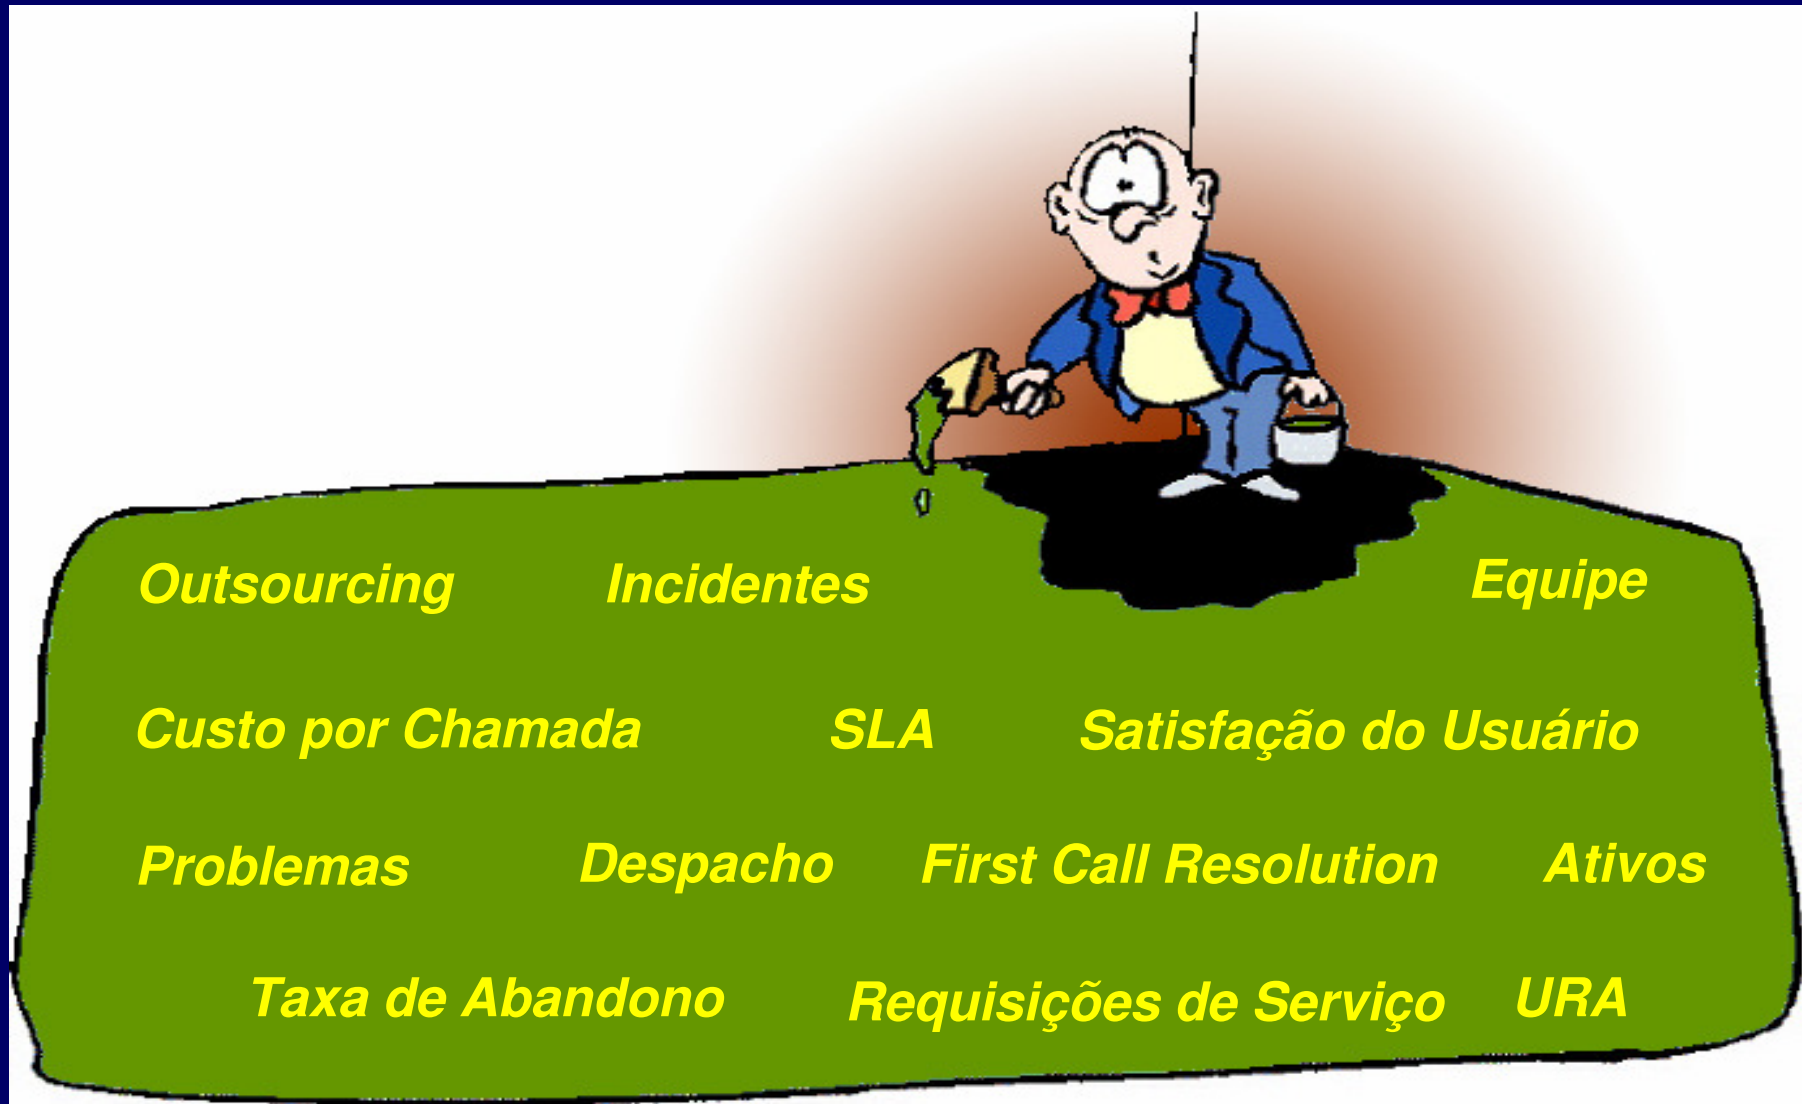 Outsourcing Incidentes Equipe
Custo por Chamada SLA Satisfação do Usuário
Problemas Despacho First Call Resolution Ativos
Taxa de Abandono Requisições de Serviço URA